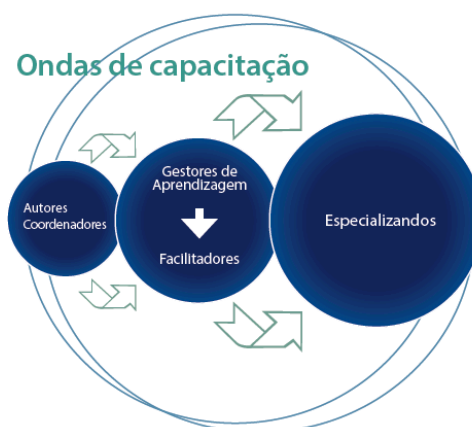 Ondas de capacitação
Gestores de
Aprendizagem
Facilitadores
Autores
Coordenadores
Especializandos